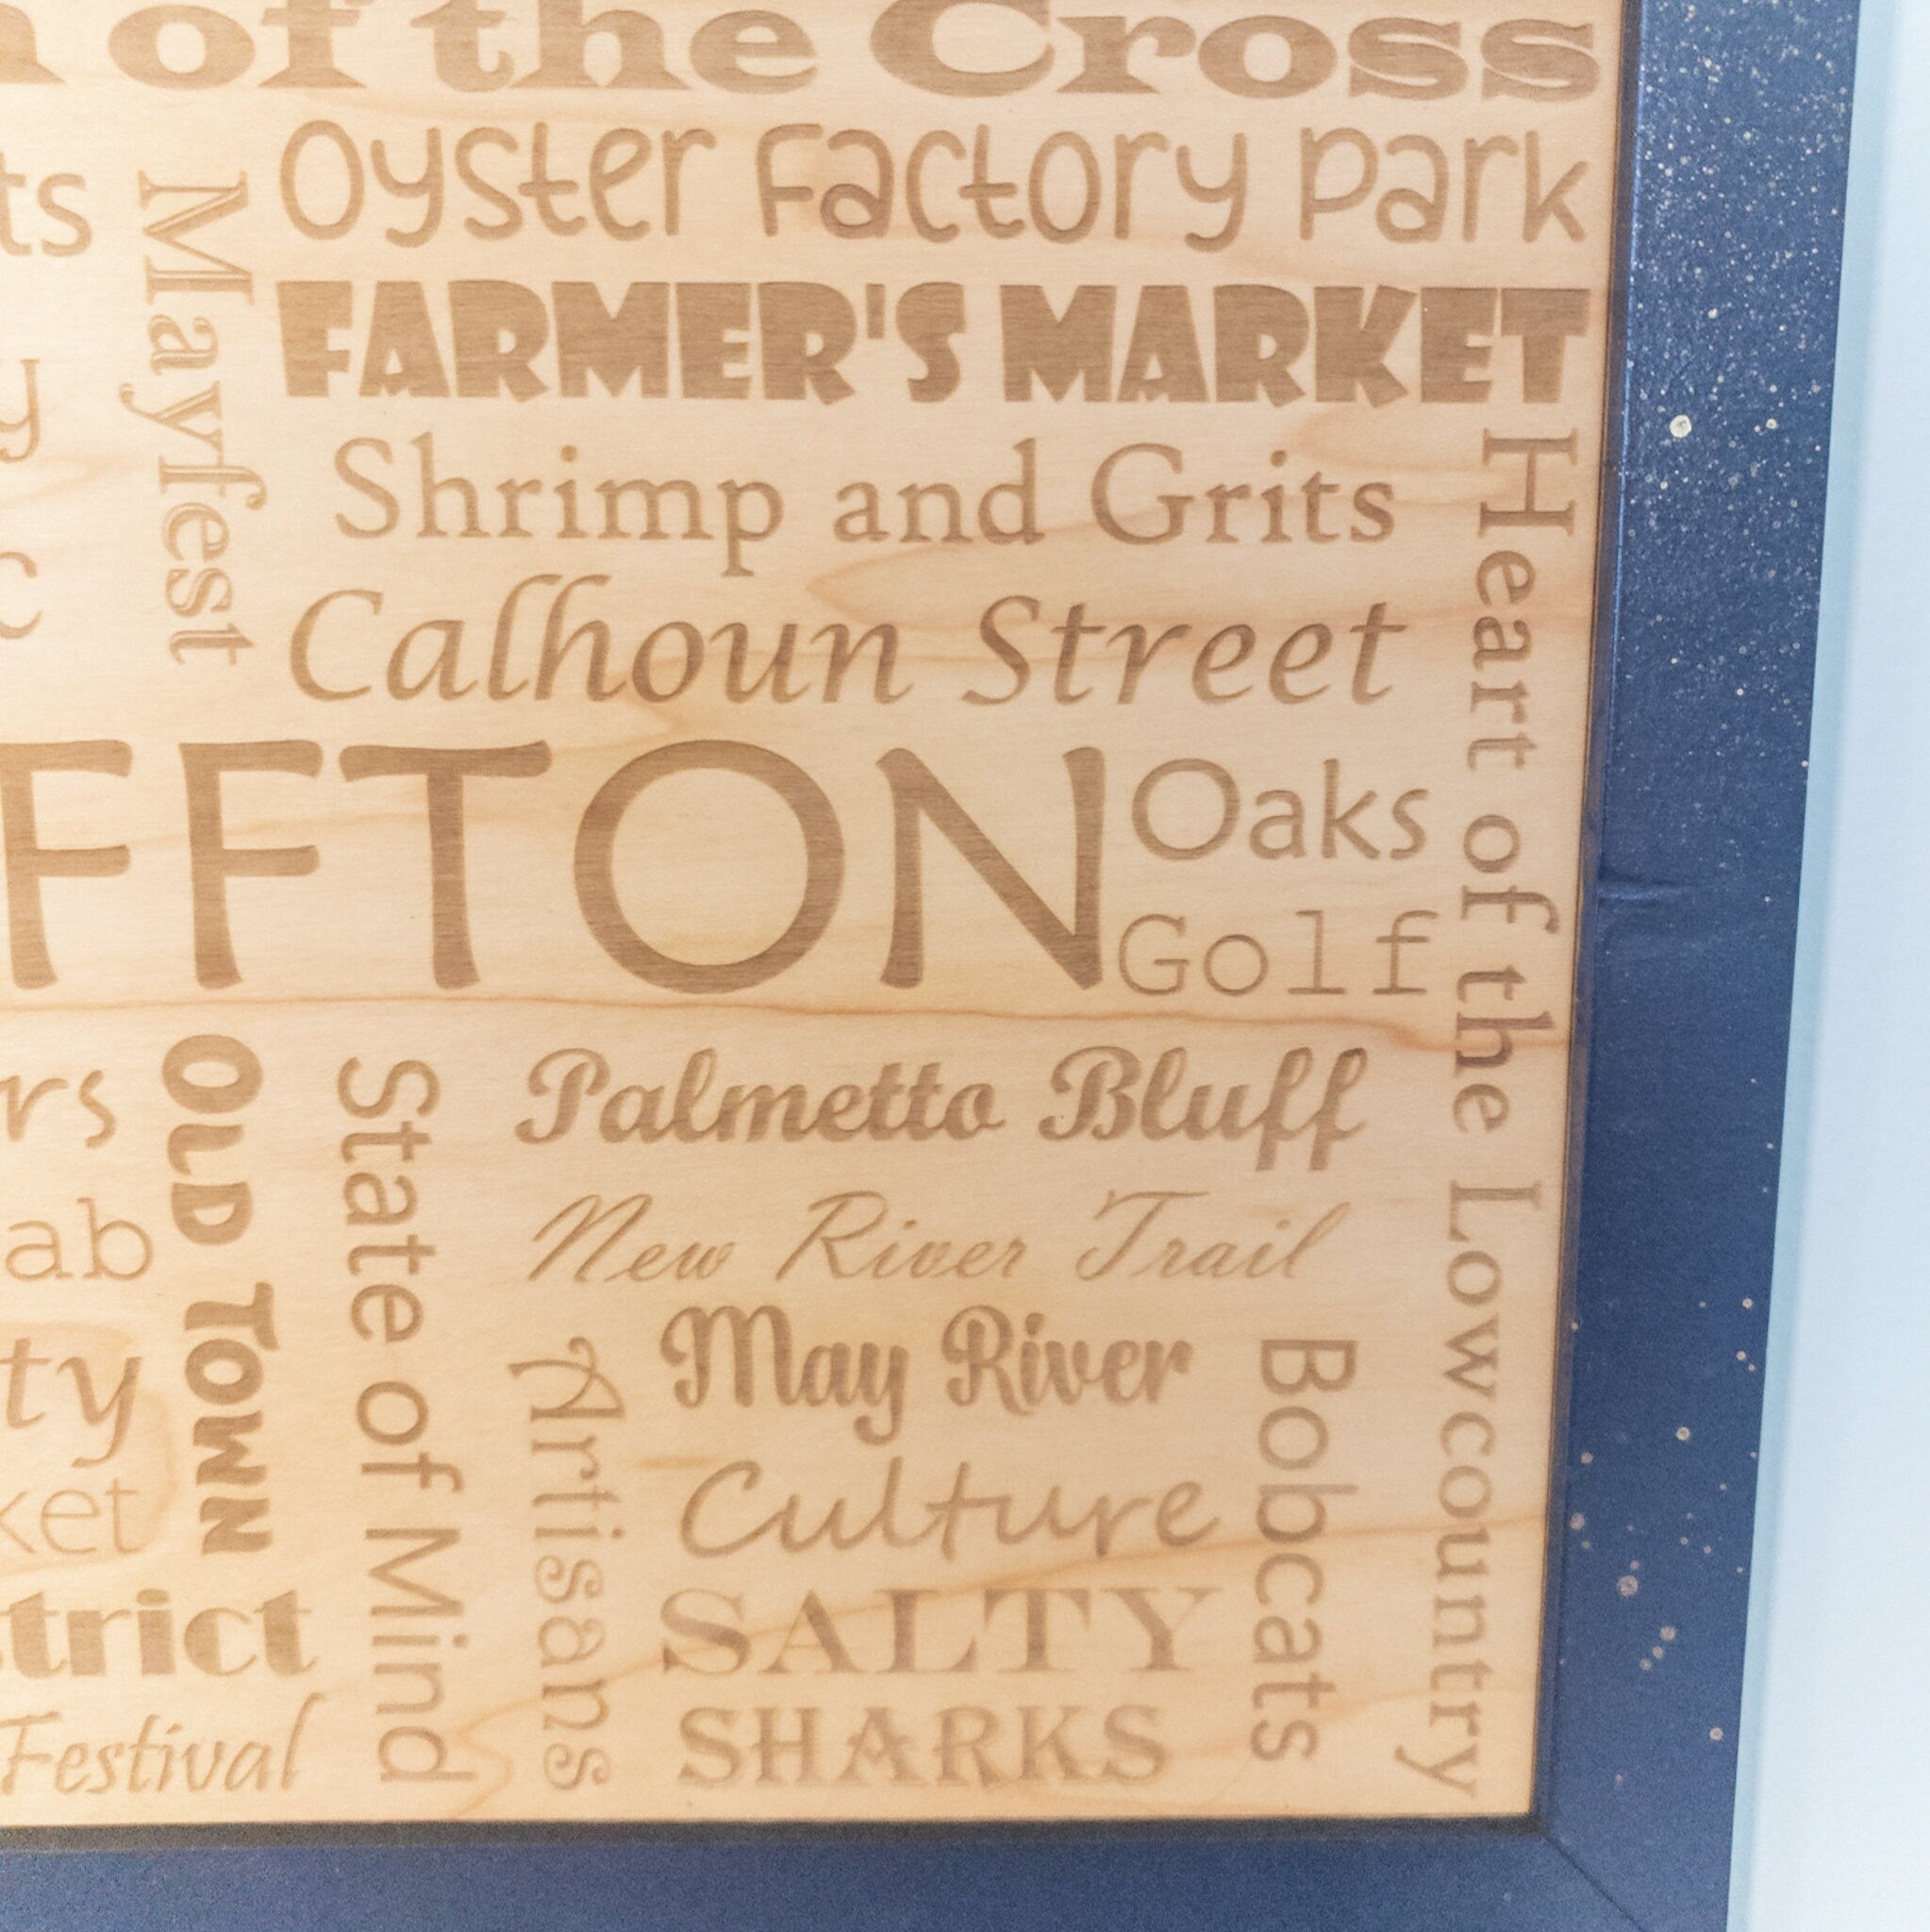 of the Cross
ts
Mayfest
Oyster Factory Park
FARMER'S MARKET
y
Shrimp and Grits
Heart of the Lowcountry
c
Calhoun Street
FFTON
Oaks
Golf
rs
OLD TOWN
State of Mind
Palmetto Bluff
ab
New River Trail
ty
Artisans
May River
Bobcats
ket
Culture
trict
SALTY
Festival
SHARKS